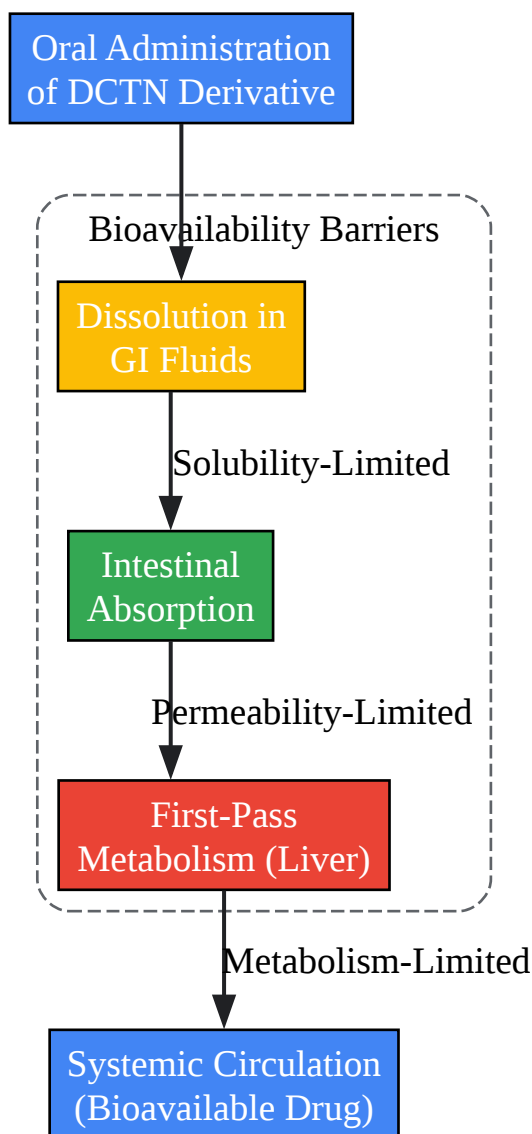 Oral Administration
of DCTN Derivative
Bioavailability Barriers
Dissolution in
GI Fluids
Solubility-Limited
Intestinal
Absorption
Permeability-Limited
First-Pass
Metabolism (Liver)
Metabolism-Limited
Systemic Circulation
(Bioavailable Drug)